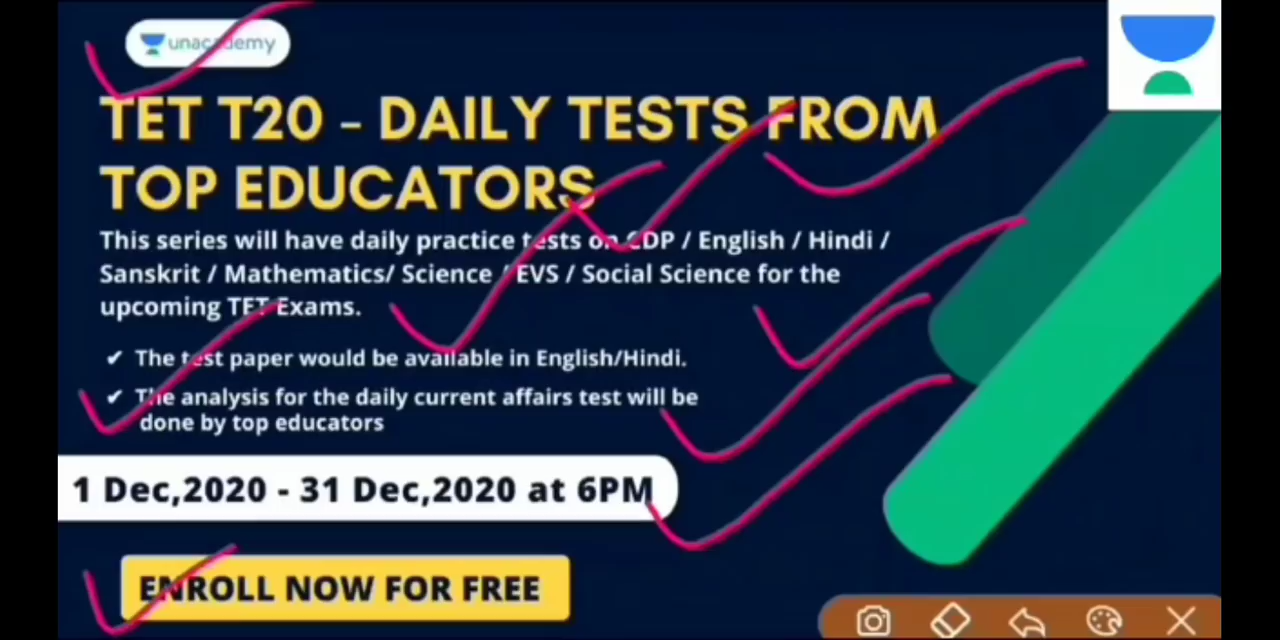 unacademy
TET T20 - DAILY TESTS FROM
TOP EDUCATORS
This series will have daily practice tests on CDP / English / Hindi /
Sanskrit / Mathematics/ Science / EVS / Social Science for the
upcoming TET Exams.
✔ The test paper would be available in English/Hindi.
✔ The analysis for the daily current affairs test will be
done by top educators
1 Dec,2020 - 31 Dec,2020 at 6PM
ENROLL NOW FOR FREE